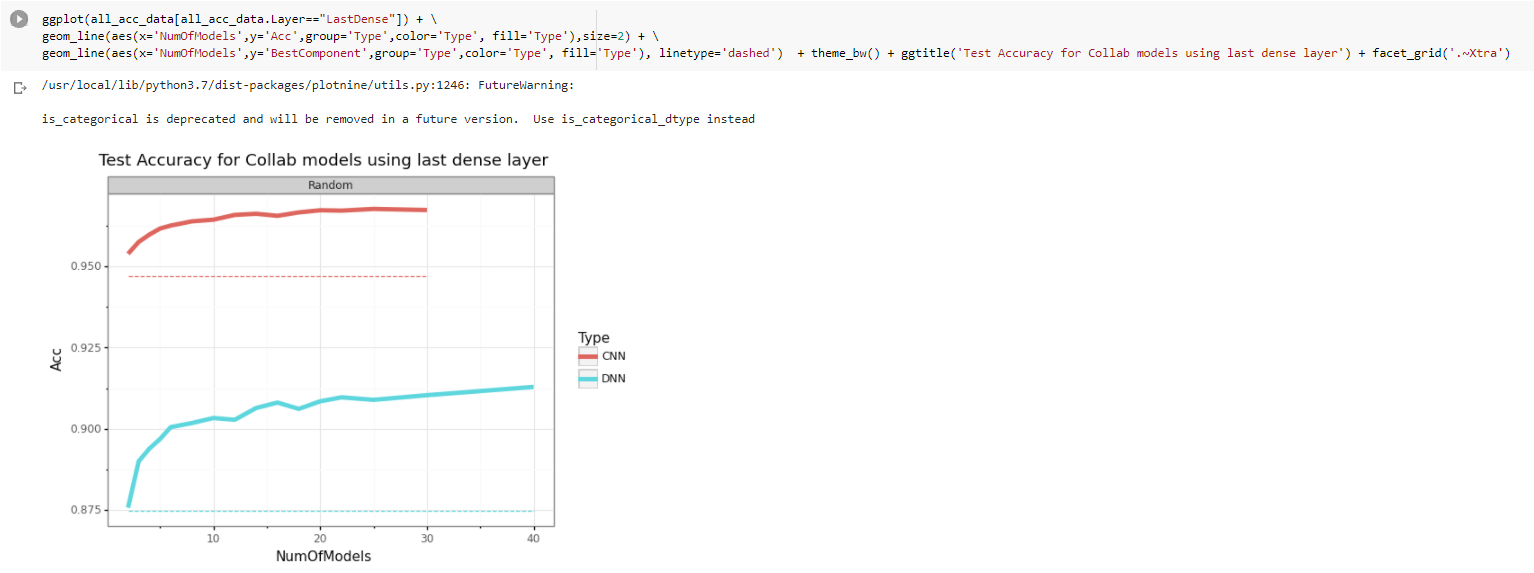 ggplot(all_acc_data[all_acc_data.Layer=="LastDense"]) + \
geom_line(aes(x='NumOfModels',y='Acc',group='Type',color='Type', fill='Type'),size=2) + \
geom_line(aes(x='NumOfModels',y='BestComponent',group='Type',color='Type', fill='Type'), linetype='dashed')  + theme_bw() + ggtitle('Test Accuracy for Collab models using last dense layer') + facet_grid('.~Xtra')
/usr/local/lib/python3.7/dist-packages/plotnine/utils.py:1246: FutureWarning:
is_categorical is deprecated and will be removed in a future version.  Use is_categorical_dtype instead
Test Accuracy for Collab models using last dense layer
Random
0.950
0.925
0.900
0.875
Acc
10 20 30 40
NumOfModels
Type
CNN
DNN